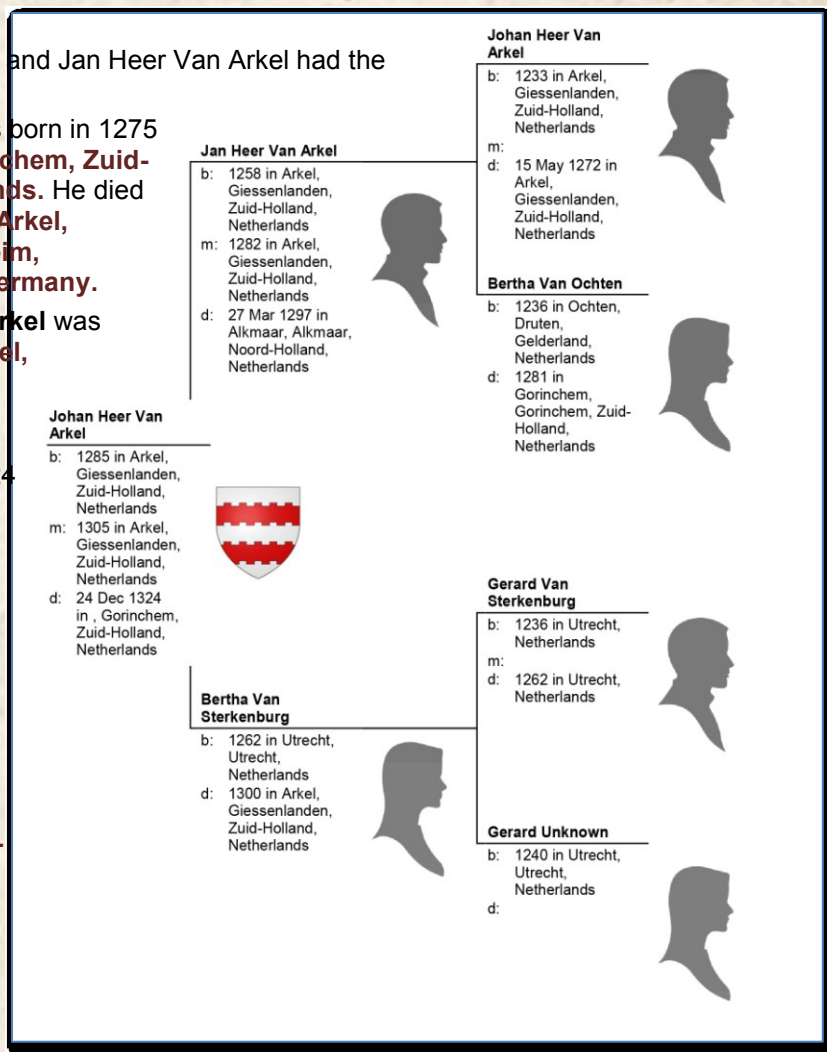 and Jan Heer Van Arkel had the
born in 1275
chem, Zuid-
nds. He died
Arkel,
im,
ermany.
rkel was
el,
4
.
Johan Heer Van
Arkel
b: 1285 in Arkel,
Giessenlanden,
Zuid-Holland,
Netherlands
m: 1305 in Arkel,
Giessenlanden,
Zuid-Holland,
Netherlands
d: 24 Dec 1324
in , Gorinchem,
Zuid-Holland,
Netherlands
Jan Heer Van Arkel
b: 1258 in Arkel,
Giessenlanden,
Zuid-Holland,
Netherlands
m: 1282 in Arkel,
Giessenlanden,
Zuid-Holland,
Netherlands
d: 27 Mar 1297 in
Alkmaar, Alkmaar,
Noord-Holland,
Netherlands
Bertha Van
Sterkenburg
b: 1262 in Utrecht,
Utrecht,
Netherlands
d: 1300 in Arkel,
Giessenlanden,
Zuid-Holland,
Netherlands
Johan Heer Van
Arkel
b: 1233 in Arkel,
Giessenlanden,
Zuid-Holland,
Netherlands
m:
d: 15 May 1272 in
Arkel,
Giessenlanden,
Zuid-Holland,
Netherlands
Bertha Van Ochten
b: 1236 in Ochten,
Druten,
Gelderland,
Netherlands
d: 1281 in
Gorinchem,
Gorinchem, Zuid-
Holland,
Netherlands
Gerard Van
Sterkenburg
b: 1236 in Utrecht,
Netherlands
m:
d: 1262 in Utrecht,
Netherlands
Gerard Unknown
b: 1240 in Utrecht,
Utrecht,
Netherlands
d: